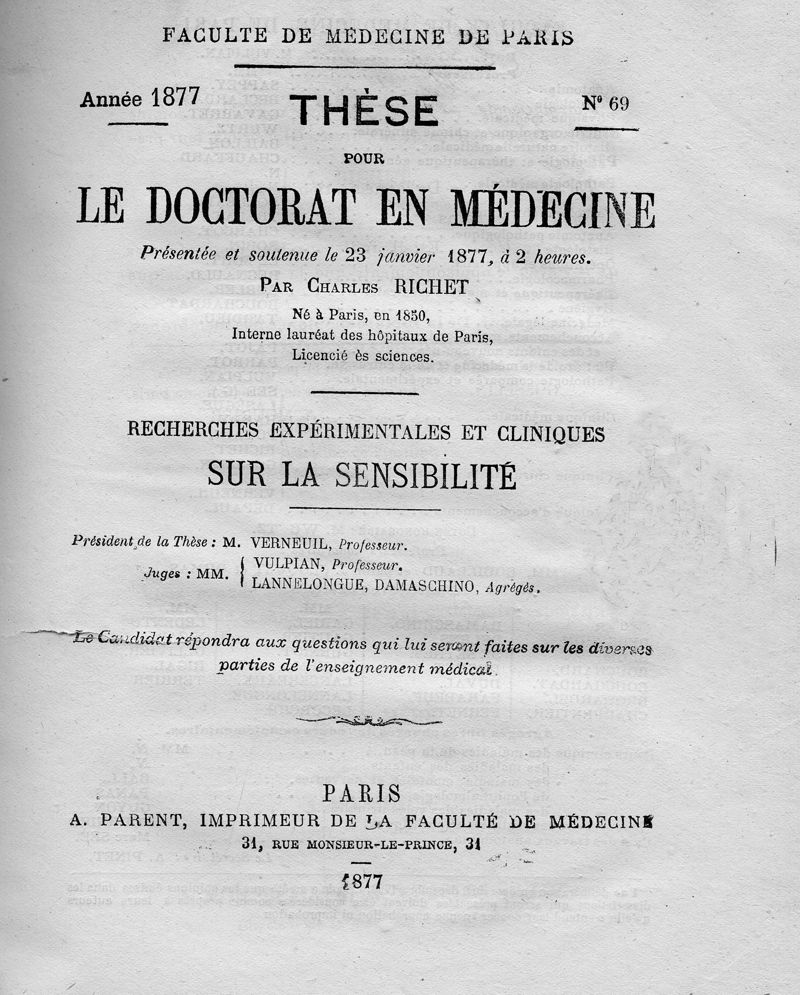 FACULTE DE MÉDECINE DE PARIS
Année 1877
THÈSE
Nº 69
POUR
LE DOCTORAT EN MÉDECINE
Présentée et soutenue le 23 janvier 1877, à 2 heures.
PAR CHARLES RICHET
Né à Paris, en 1850,
Interne lauréat des hôpitaux de Paris,
Licencié ès sciences.
RECHERCHES EXPÉRIMENTALES ET CLINIQUES
SUR LA SENSIBILITÉ
Président de la Thèse : M. VERNEUIL, Professeur.
Juges : MM. { VULPIAN, Professeur.
LANNELONGUE, DAMASCHINO, Agrégés.
Le Candidat répondra aux questions qui lui seront faites sur les diverses
parties de l'enseignement médical.
PARIS
A. PARENT, IMPRIMEUR DE LA FACULTÉ DE MÉDECINE
31, RUE MONSIEUR-LE-PRINCE, 31
1877